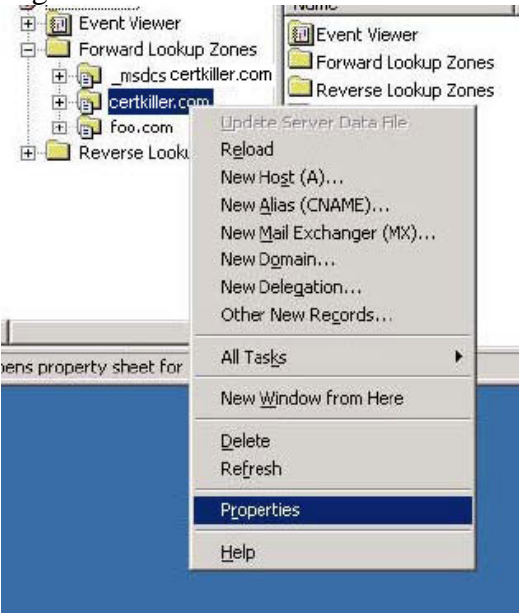 Name
Event Viewer
Event Viewer
Forward Lookup Zones
Forward Lookup Zones
_msdcs certkiller.com
Reverse Lookup Zones
certkiller.com
foo.com
Reverse Looku
Update Server Data File
Reload
New Host (A)...
New Alias (CNAME)...
New Mail Exchanger (MX)...
New Domain...
New Delegation...
Other New Records...
All Tasks
pens property sheet for
New Window from Here
Delete
Refresh
Properties
Help